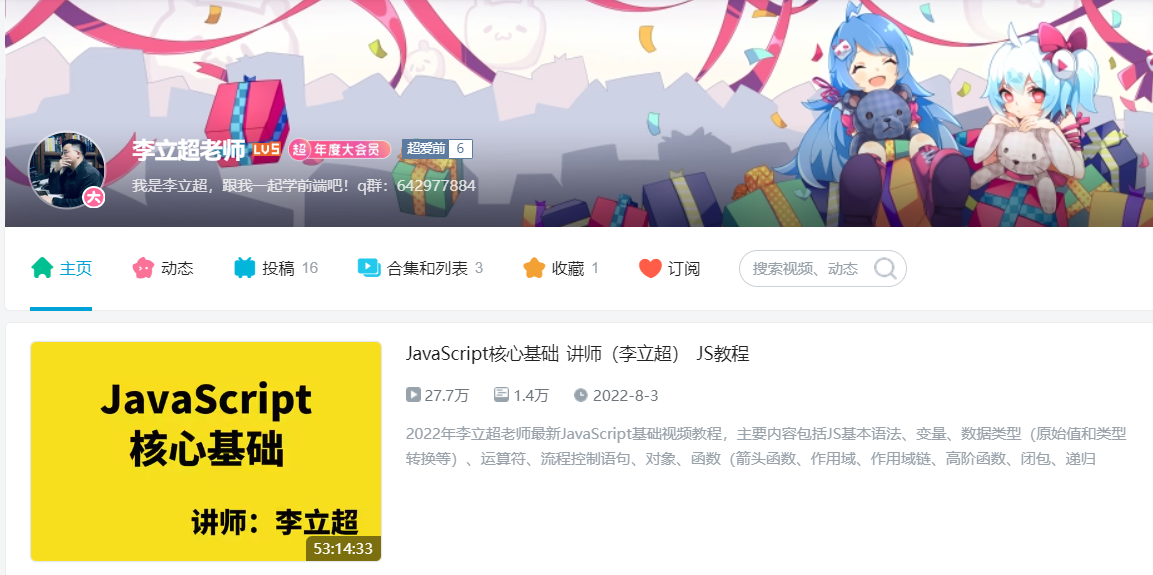 李立超老师 LV5 超 年度大会员 超爱前 6
大
我是李立超，跟我一起学前端吧！q群：642977884
主页 动态 投稿 16 合集和列表 3 收藏 1 订阅 搜索视频、动态
JavaScript
核心基础
讲师：李立超
53:14:33
JavaScript核心基础 讲师（李立超） JS教程
27.7万 1.4万 2022-8-3
2022年李立超老师最新JavaScript基础视频教程，主要内容包括JS基本语法、变量、数据类型（原始值和类型
转换等）、运算符、流程控制语句、对象、函数（箭头函数、作用域、作用域链、高阶函数、闭包、递归